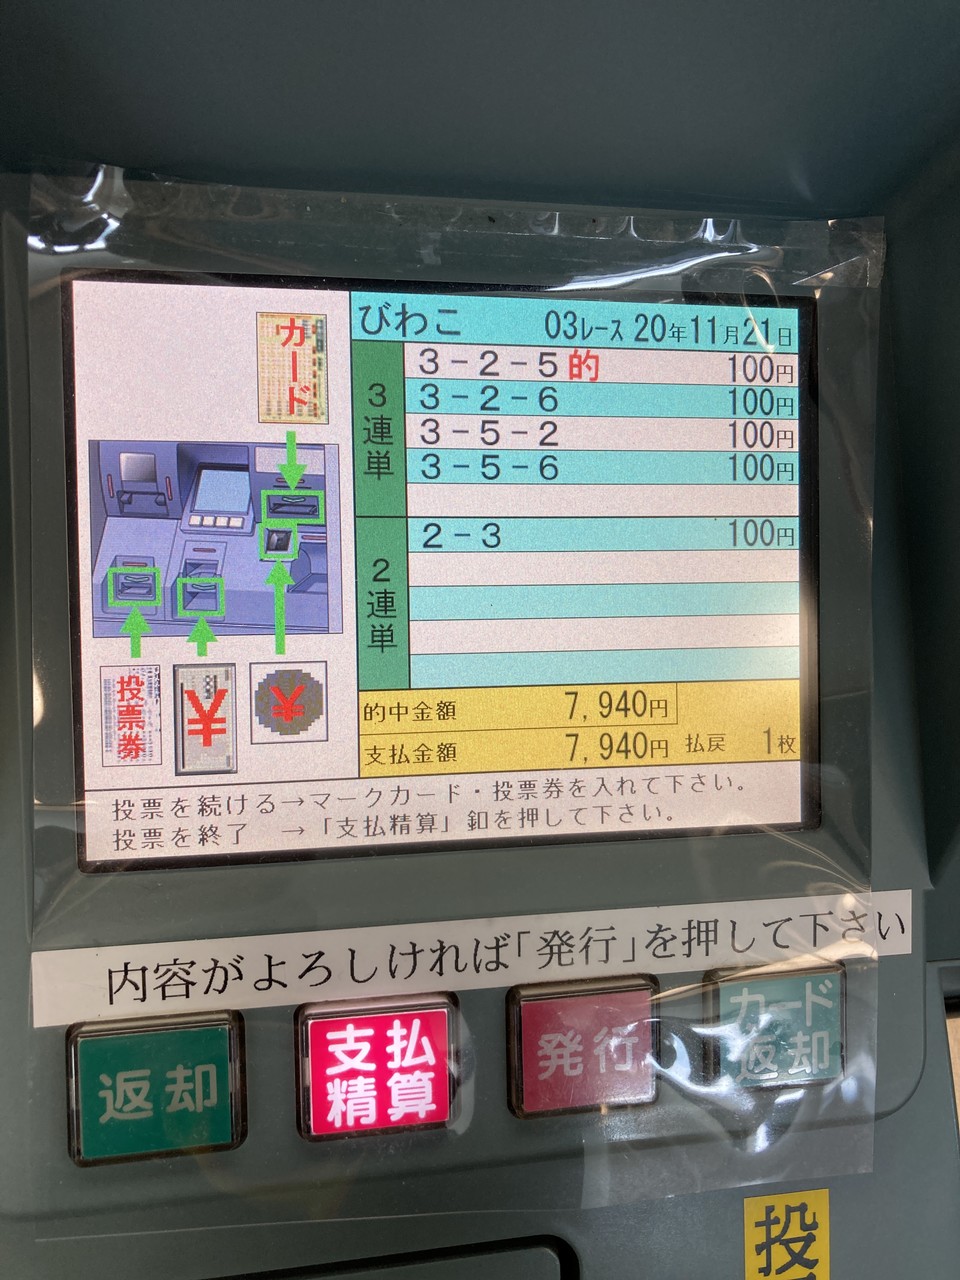 カード
びわこ 03レース 20年11月21日
3連単
3-2-5 的 100円
3-2-6 100円
3-5-2 100円
3-5-6 100円
2連単
2-3 100円
投票券
¥
¥
的中金額 7,940円
支払金額 7,940円 払戻 1枚
投票を続ける→マークカード・投票券を入れて下さい。
投票を終了 →「支払精算」釦を押して下さい。
内容がよろしければ「発行」を押して下さい
返却
支払精算
発行
カード返却
投